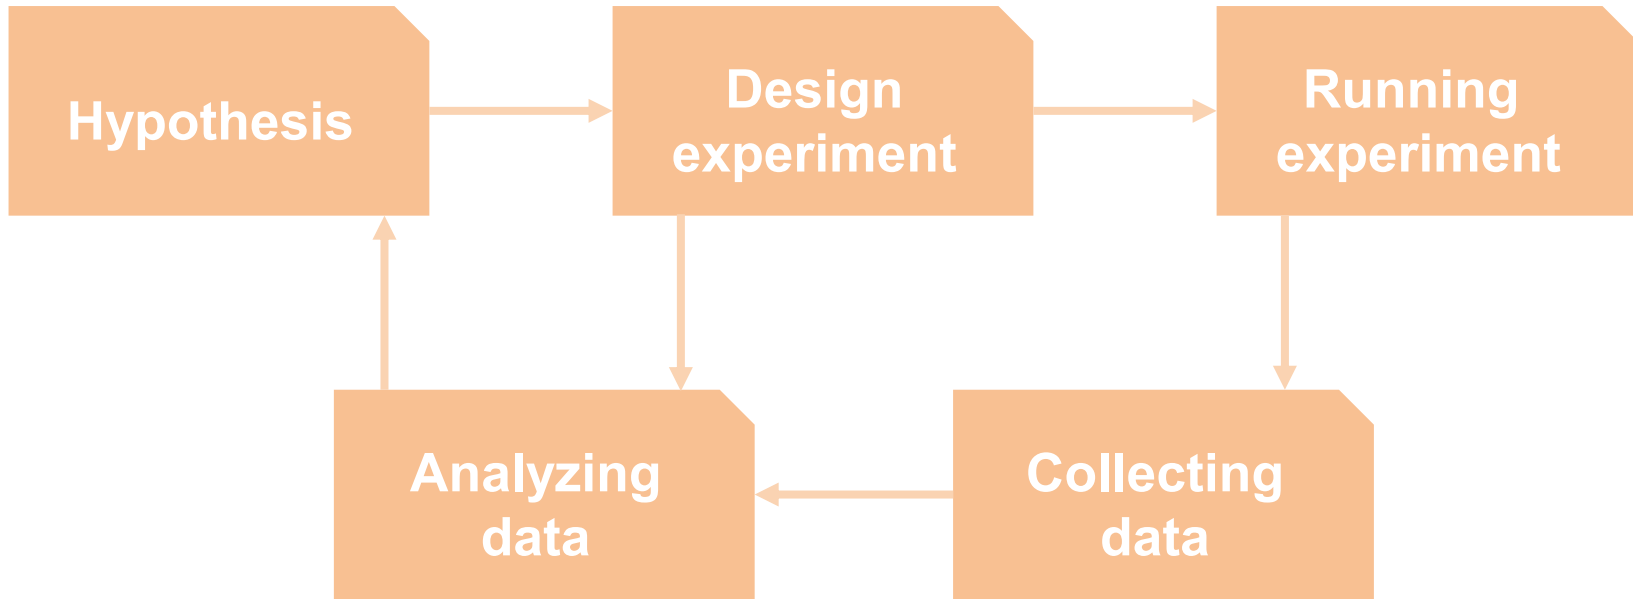 Hypothesis
Design
experiment
Running
experiment
Analyzing
data
Collecting
data